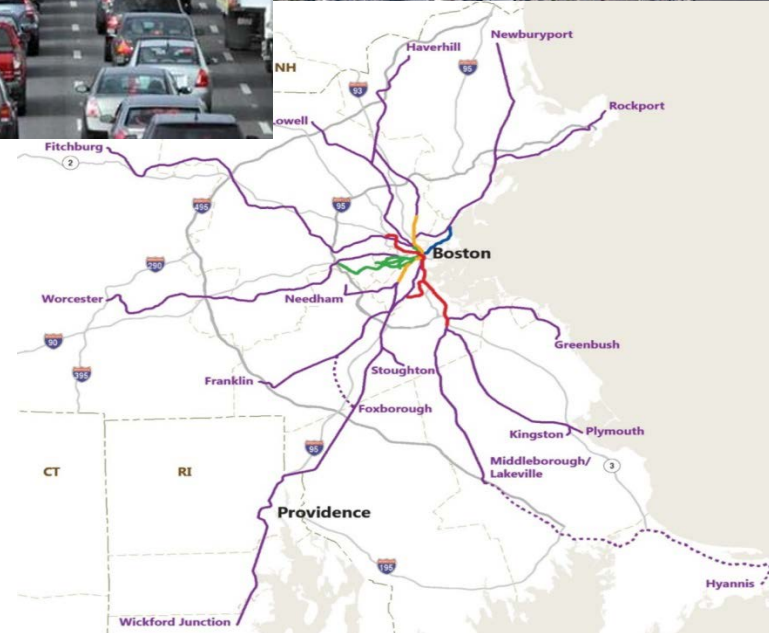 Newburyport
Haverhill
NH
95
93
Rockport
owell
Fitchburg
2
495
95
Boston
290
Worcester
Needham
90
Greenbush
395
Stoughton
Franklin
Foxborough
Kingston
Plymouth
95
Middleborough/
Lakeville
3
CT
RI
Providence
195
Hyannis
Wickford Junction